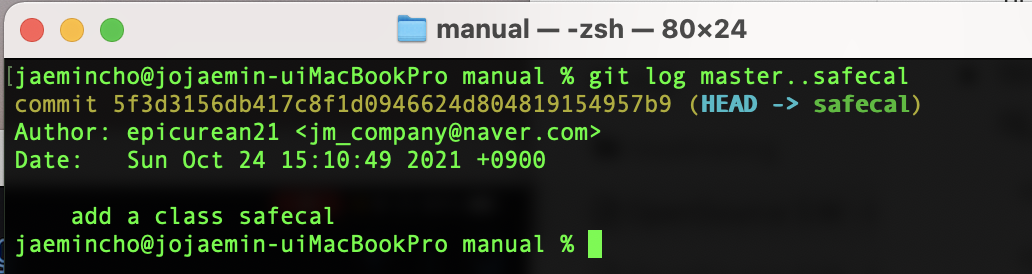 manual — -zsh — 80×24
[jaemincho@jojaemin-uiMacBookPro manual % git log master..safecal
commit 5f3d3156db417c8f1d0946624d804819154957b9 (HEAD -> safecal)
Author: epicurean21 <jm_company@naver.com>
Date:   Sun Oct 24 15:10:49 2021 +0900
    add a class safecal
jaemincho@jojaemin-uiMacBookPro manual %